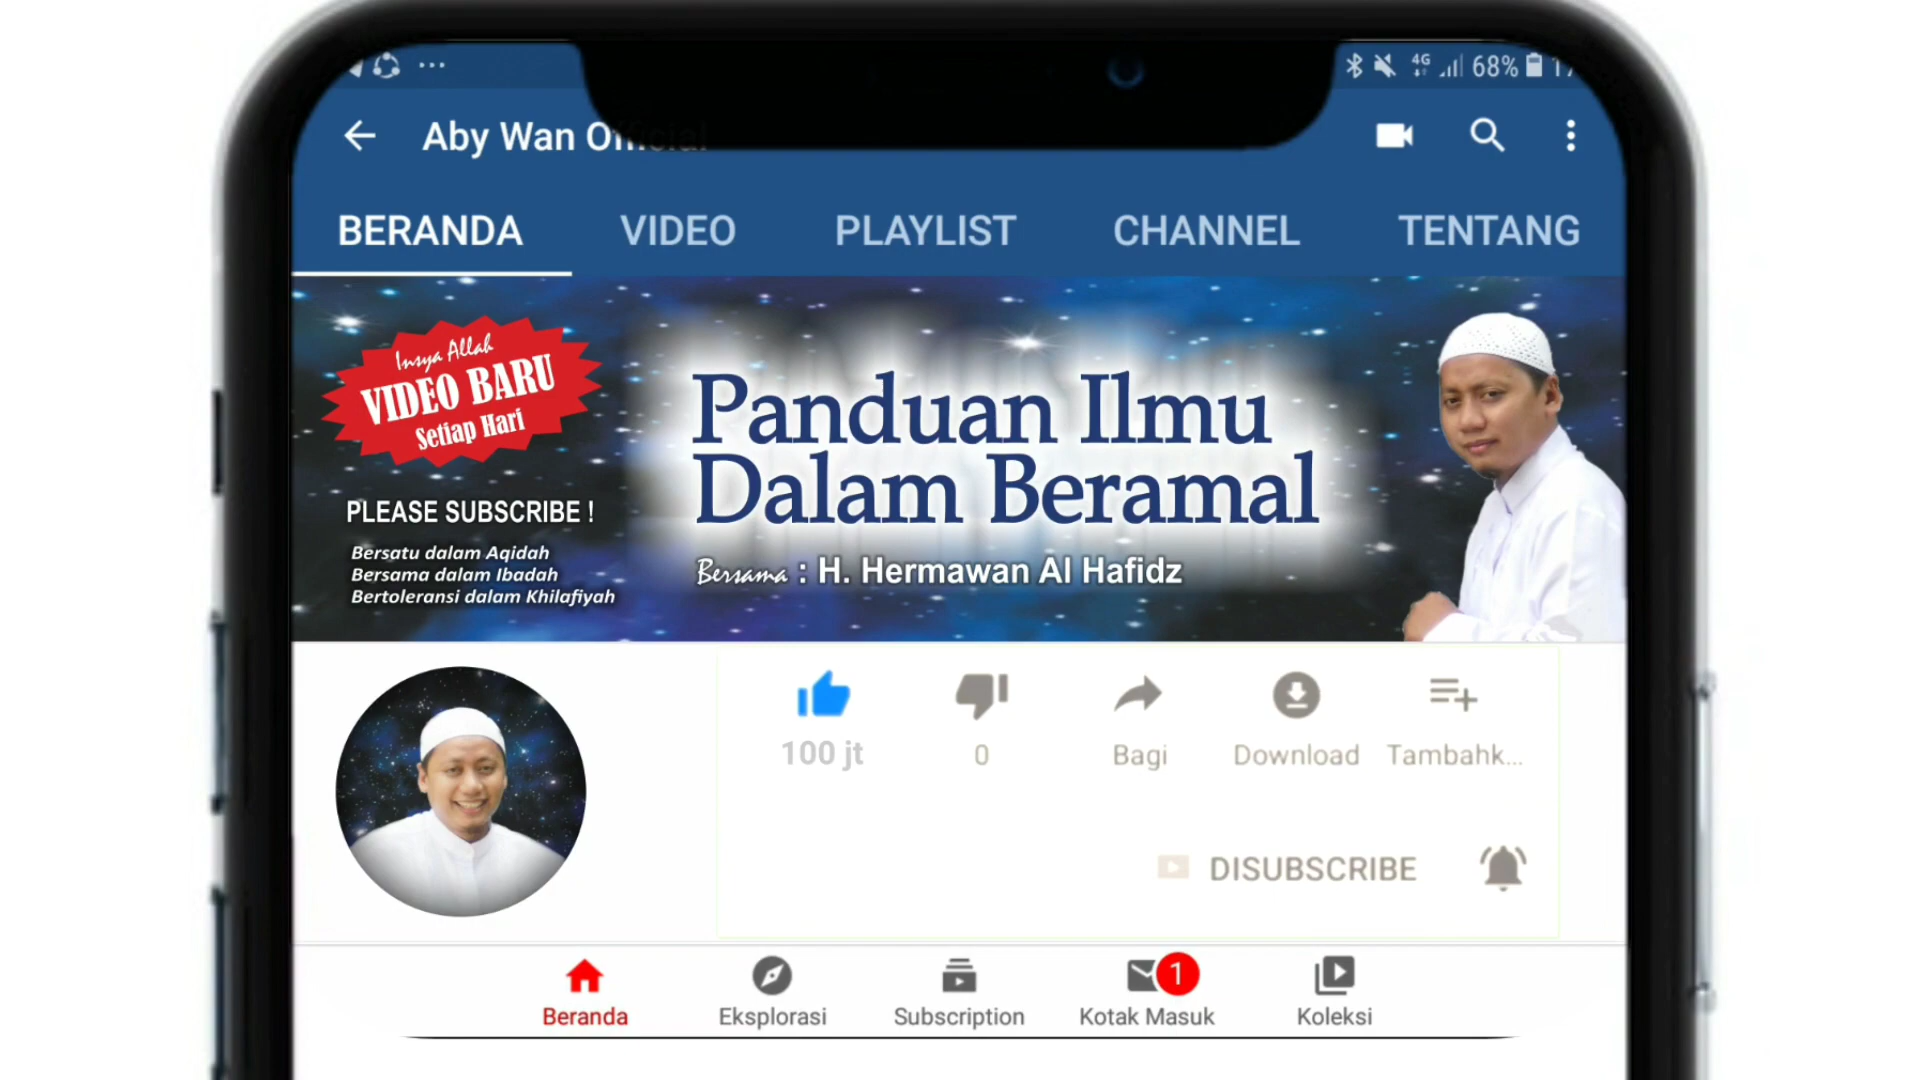 4G 68%
Aby Wan Official
BERANDA VIDEO PLAYLIST CHANNEL TENTANG
Insya Allah
VIDEO BARU
Setiap Hari
PLEASE SUBSCRIBE !
Bersatu dalam Aqidah
Bersama dalam Ibadah
Bertoleransi dalam Khilafiyah
Panduan Ilmu
Dalam Beramal
Bersama : H. Hermawan Al Hafidz
100 jt 0 Bagi Download Tambahk...
DISUBSCRIBE
1
Beranda Eksplorasi Subscription Kotak Masuk Koleksi